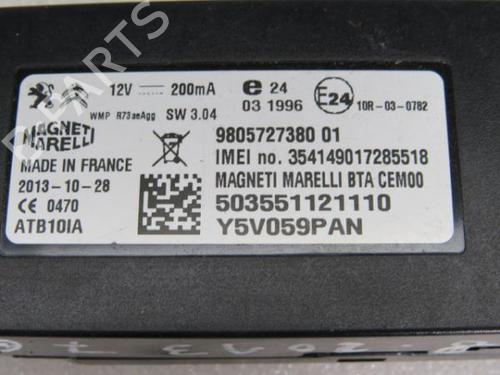 12V 200mA e 24
WMP R73aeAgg SW 3.04 03 1996 E24 10R-03-0782
MAGNETI
MARELLI
9805727380 01
MADE IN FRANCE
IMEI no. 354149017285518
2013-10-28
MAGNETI MARELLI BTA CEM00
CE 0470
503551121110
ATB10IA
Y5V059PAN